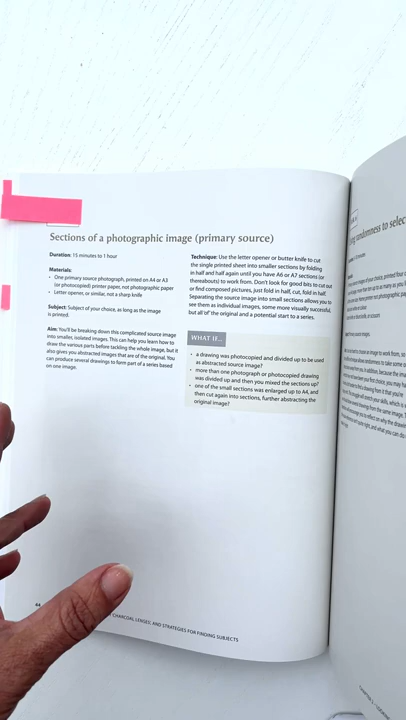 Sections of a photographic image (primary source)
Duration: 15 minutes to 1 hour
Materials:
• One primary source photograph, printed on A4 or A3
(or photocopied) printer paper, not photographic paper
• Letter opener, or similar, not a sharp knife
Subject: Subject of your choice, as long as the image
is printed.
Aim: You'll be breaking down this complicated source image
into smaller, isolated images. This can help you learn how to
draw the various parts before tackling the whole image, but it
also gives you abstracted images that are of the original. You
can produce several drawings to form part of a series based
on one image.
Technique: Use the letter opener or butter knife to cut
the single printed sheet into smaller sections by folding
in half and half again until you have A6 or A7 sections (or
thereabouts) to work from. Don't look for good bits to cut out
or find composed pictures, just fold in half, cut, fold in half.
Separating the source image into small sections allows you to
see them as individual images, some more visually successful,
but all of the original and a potential start to a series.
WHAT IF...
• a drawing was photocopied and divided up to be used
as abstracted source image?
• more than one photograph or photocopied drawing
was divided up and then you mixed the sections up?
• one of the small sections was enlarged up to A4, and
then cut again into sections, further abstracting the
original image?
44
CHARCOAL, LENSES, AND STRATEGIES FOR FINDING SUBJECTS
randomness to selec